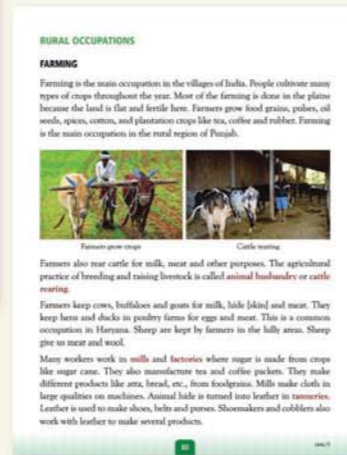 RURAL OCCUPATIONS
FARMING
Farming is the main occupation in the villages of India. People cultivate many
types of crops throughout the year. Most of the farming is done in the plains
because the land is flat and fertile here. Farmers grow food grains, pulses, oil
seeds, spices, cotton, and plantation crops like tea, coffee and rubber. Farming
is the main occupation in the rural region of Punjab.
Farmers grow crops
Cattle rearing
Farmers also rear cattle for milk, meat and other purposes. The agricultural
practice of breeding and raising livestock is called animal husbandry or cattle
rearing.
Farmers keep cows, buffaloes and goats for milk, hide [skin] and meat. They
keep hens and ducks in poultry farms for eggs and meat. This is a common
occupation in Haryana. Sheep are kept by farmers in the hilly areas. Sheep
give us meat and wool.
Many workers work in mills and factories where sugar is made from crops
like sugar cane. They also manufacture tea and coffee packets. They make
different products like atta, bread, etc., from foodgrains. Mills make cloth in
large qualities on machines. Animal hide is turned into leather in tanneries.
Leather is used to make shoes, belts and purses. Shoemakers and cobblers also
work with leather to make several products.